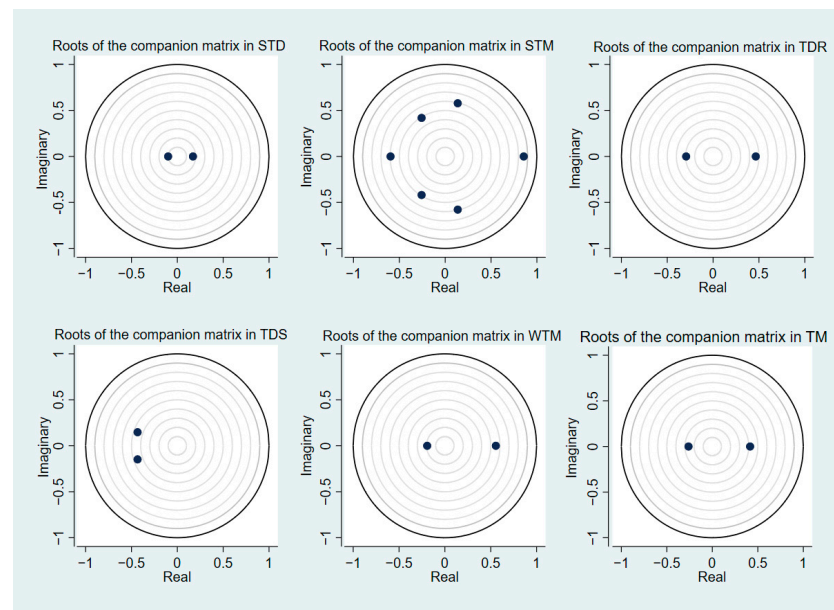 Roots of the companion matrix in STD
1
0.5
0
−0.5
−1
Imaginary
−1 −0.5 0 0.5 1
Real
Roots of the companion matrix in STM
1
0.5
0
−0.5
−1
Imaginary
−1 −0.5 0 0.5 1
Real
Roots of the companion matrix in TDR
1
0.5
0
−0.5
−1
Imaginary
−1 −0.5 0 0.5 1
Real
Roots of the companion matrix in TDS
1
0.5
0
−0.5
−1
Imaginary
−1 −0.5 0 0.5 1
Real
Roots of the companion matrix in WTM
1
0.5
0
−0.5
−1
Imaginary
−1 −0.5 0 0.5 1
Real
Roots of the companion matrix in TM
1
0.5
0
−0.5
−1
Imaginary
−1 −0.5 0 0.5 1
Real